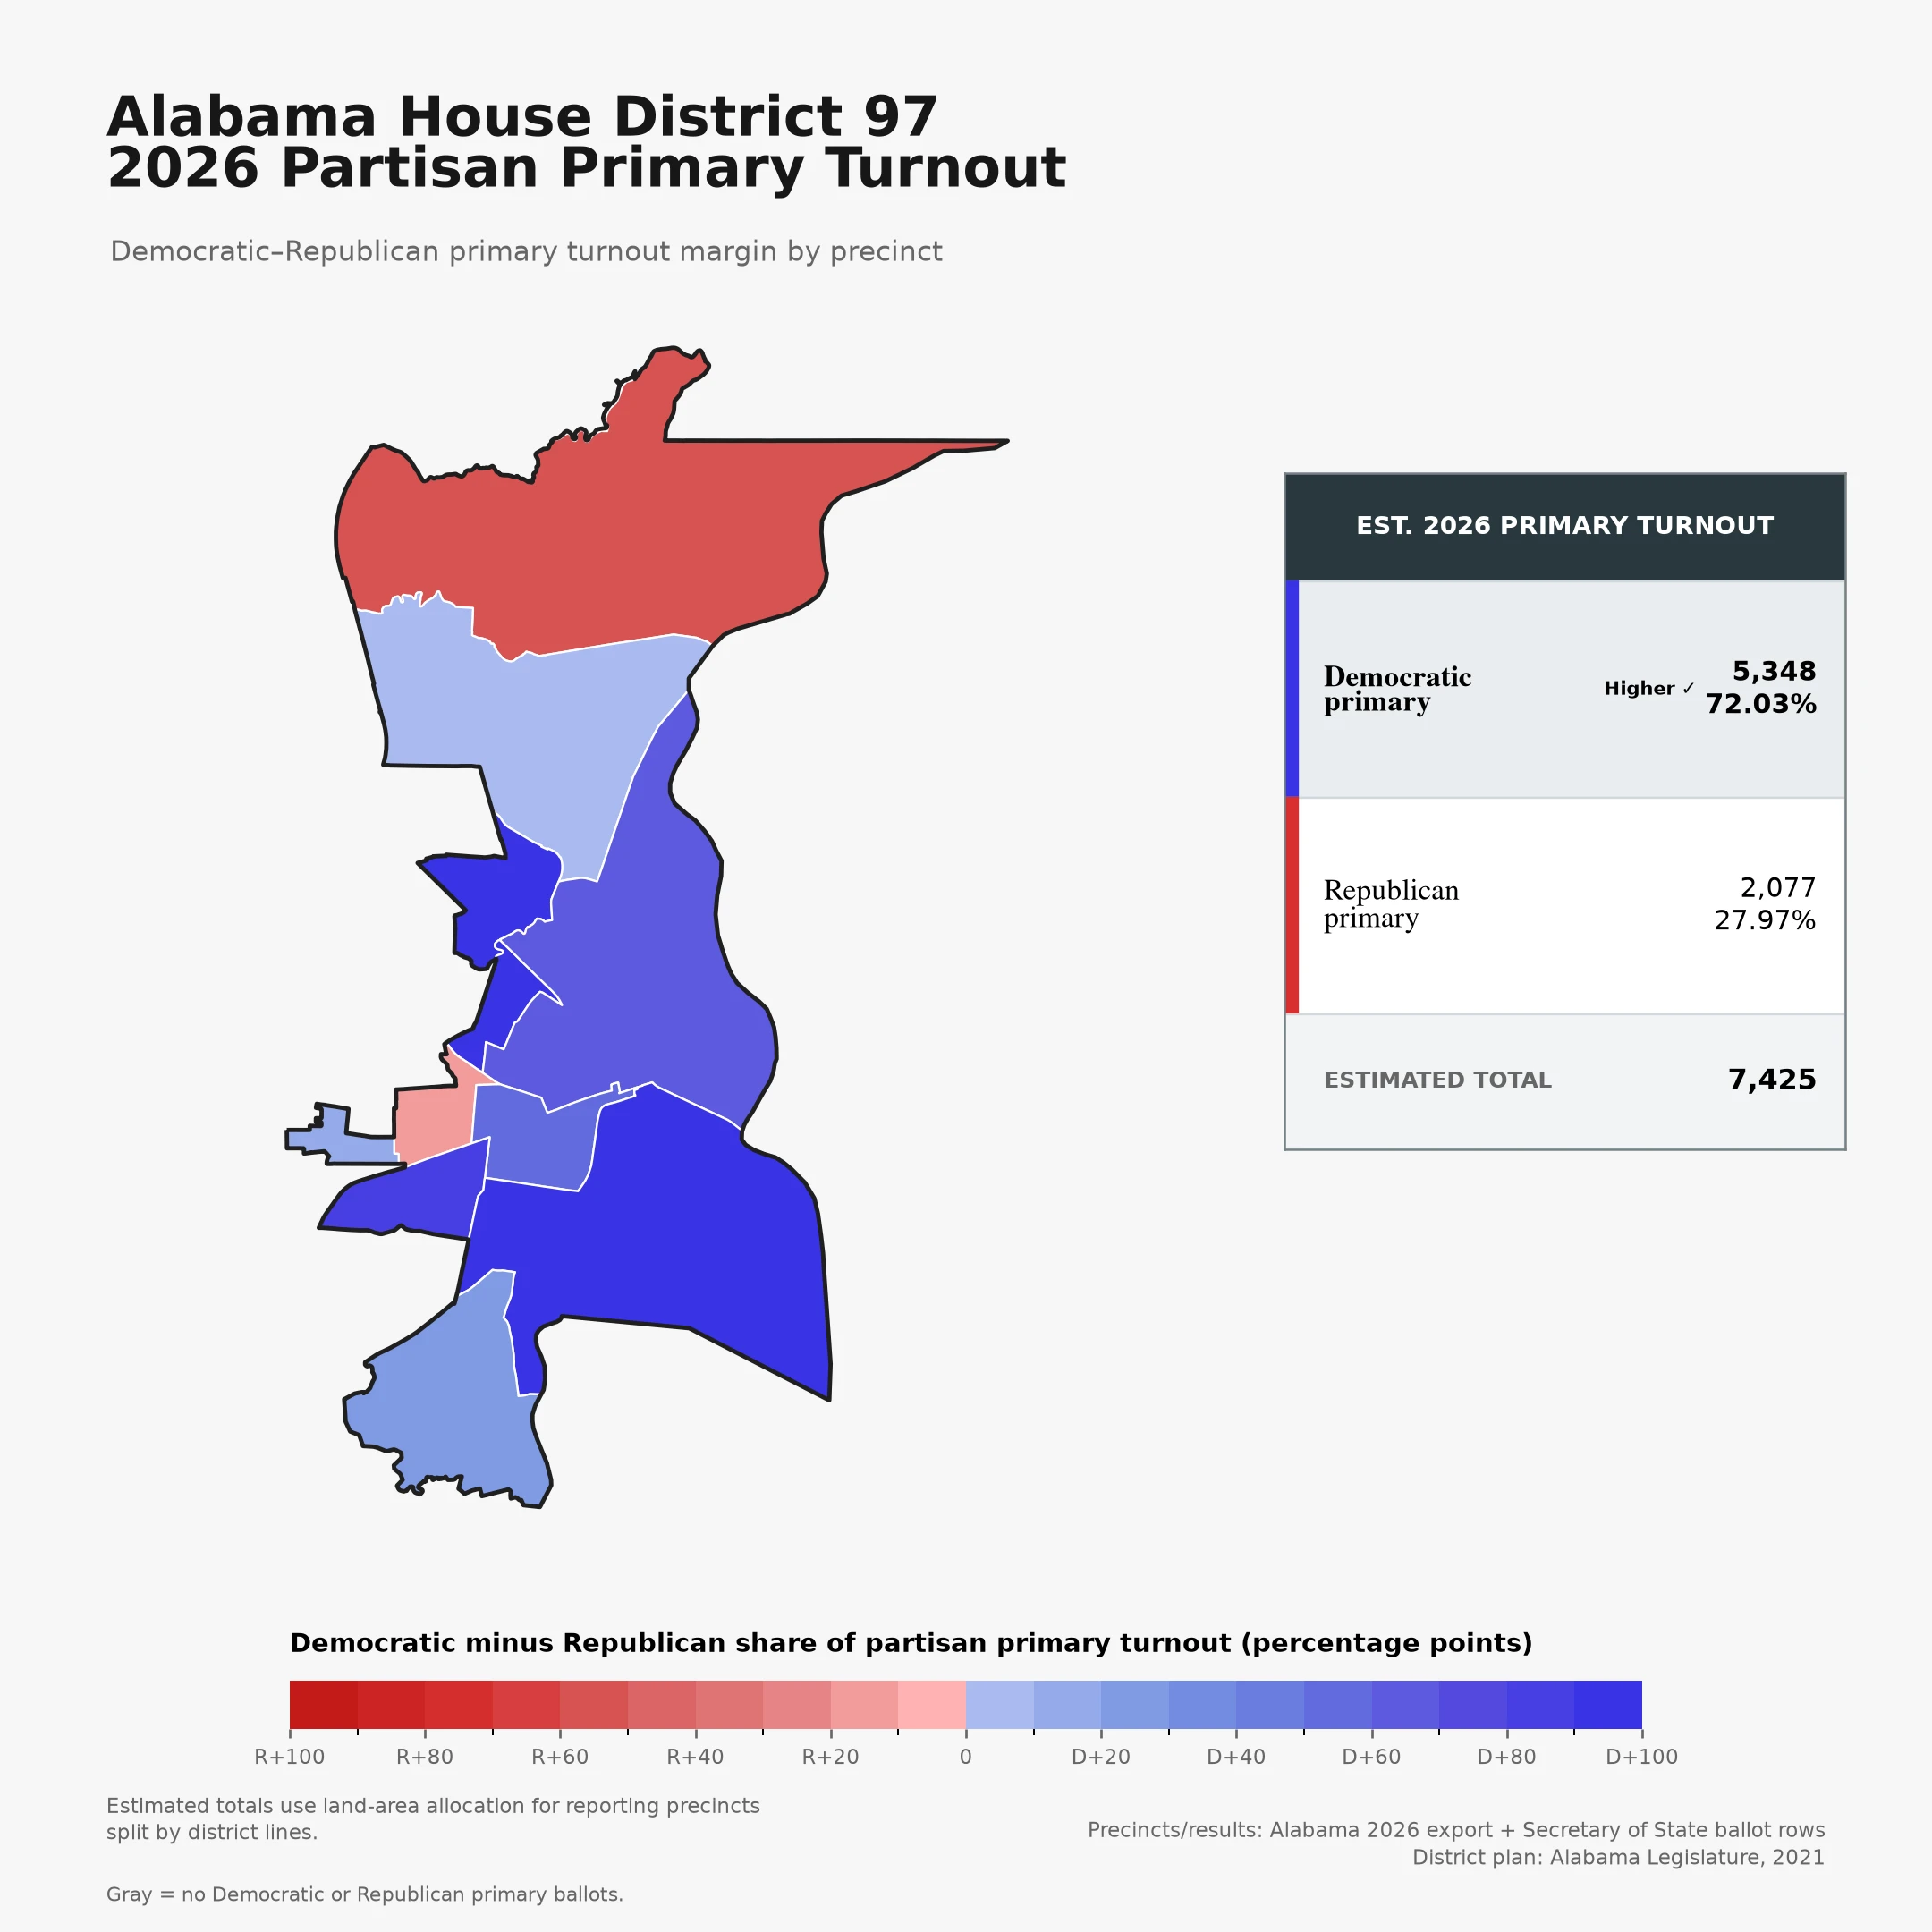 Alabama House District 97
2026 Partisan Primary Turnout
Democratic–Republican primary turnout margin by precinct
EST. 2026 PRIMARY TURNOUT
Democratic
primary
Higher ✓
5,348
72.03%
Republican
primary
2,077
27.97%
ESTIMATED TOTAL
7,425
Democratic minus Republican share of partisan primary turnout (percentage points)
R+100 R+80 R+60 R+40 R+20 0 D+20 D+40 D+60 D+80 D+100
Estimated totals use land-area allocation for reporting precincts
split by district lines.
Precincts/results: Alabama 2026 export + Secretary of State ballot rows
District plan: Alabama Legislature, 2021
Gray = no Democratic or Republican primary ballots.